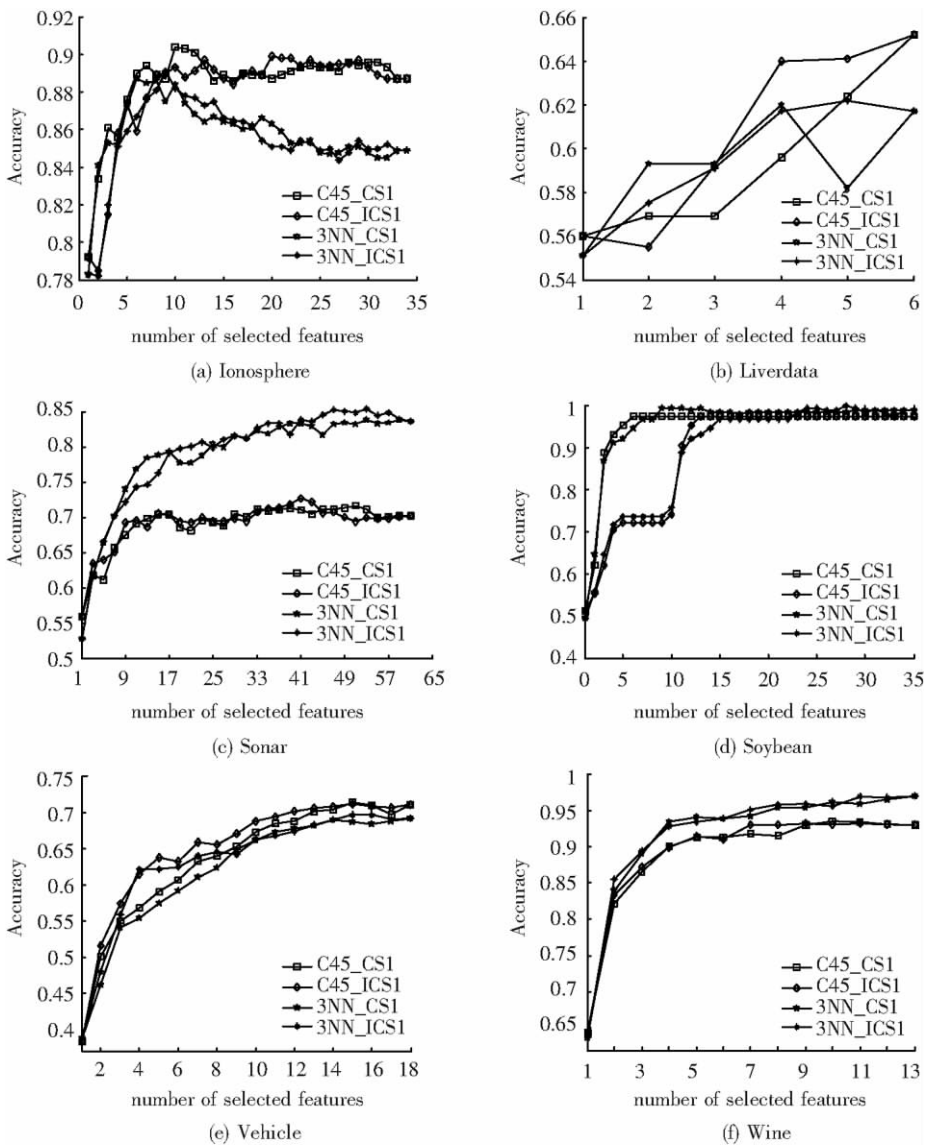 0.92
0.9
0.88
0.86
0.84
0.82
0.8
0.78
Accuracy
0 5 10 15 20 25 30 35
number of selected features
C45_CS1
C45_ICS1
3NN_CS1
3NN_ICS1
(a) Ionosphere
0.66
0.64
0.62
0.60
0.58
0.56
0.54
Accuracy
1 2 3 4 5 6
number of selected features
C45_CS1
C45_ICS1
3NN_CS1
3NN_ICS1
(b) Liverdata
0.85
0.8
0.75
0.7
0.65
0.6
0.55
0.5
Accuracy
1 9 17 25 33 41 49 57 65
number of selected features
C45_CS1
C45_ICS1
3NN_CS1
3NN_ICS1
(c) Sonar
1
0.9
0.8
0.7
0.6
0.5
0.4
Accuracy
0 5 10 15 20 25 30 35
number of selected features
C45_CS1
C45_ICS1
3NN_CS1
3NN_ICS1
(d) Soybean
0.75
0.7
0.65
0.6
0.55
0.5
0.45
0.4
Accuracy
2 4 6 8 10 12 14 16 18
number of selected features
C45_CS1
C45_ICS1
3NN_CS1
3NN_ICS1
(e) Vehicle
1
0.95
0.9
0.85
0.8
0.75
0.7
0.65
Accuracy
1 3 5 7 9 11 13
number of selected features
C45_CS1
C45_ICS1
3NN_CS1
3NN_ICS1
(f) Wine